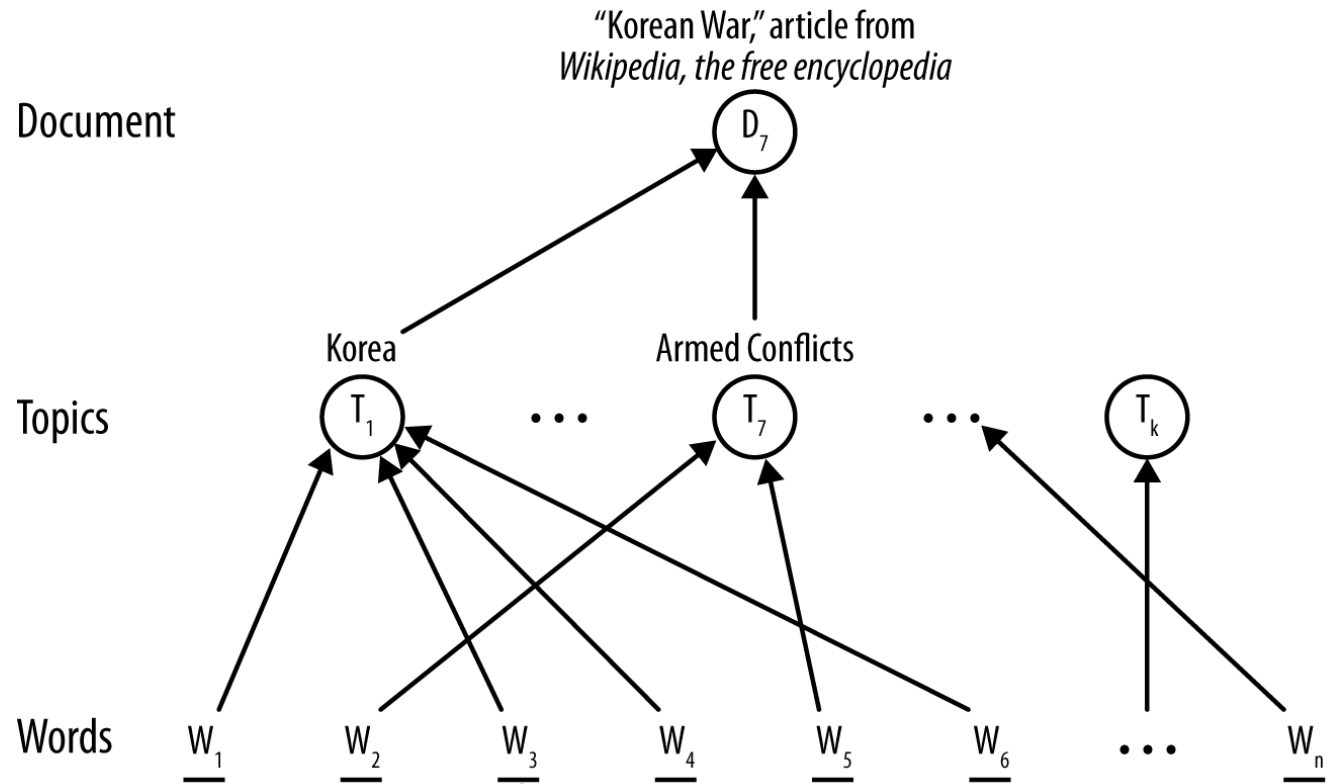 “Korean War,” article from
Wikipedia, the free encyclopedia
Document
D₇
Korea
Armed Conflicts
Topics
T₁
• • •
T₇
• • •
Tₖ
Words
W₁ W₂ W₃ W₄ W₅ W₆ • • • Wₙ